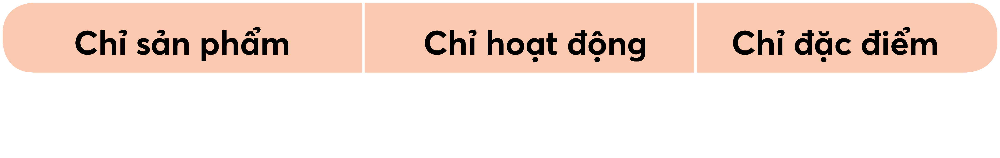 Chỉ sản phẩm Chỉ hoạt động Chỉ đặc điểm